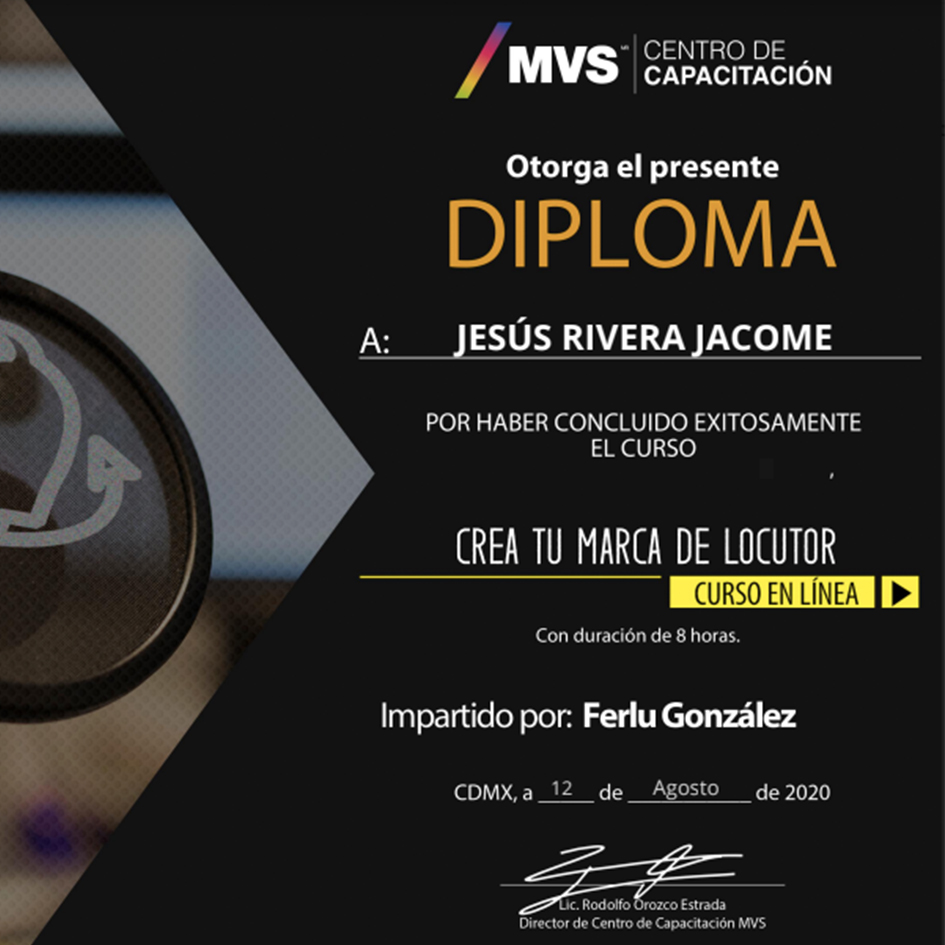 MVS MR CENTRO DE
CAPACITACIÓN
Otorga el presente
DIPLOMA
A: JESÚS RIVERA JACOME
POR HABER CONCLUIDO EXITOSAMENTE
EL CURSO
,
CREA TU MARCA DE LOCUTOR
CURSO EN LÍNEA
Con duración de 8 horas.
Impartido por: Ferlu González
CDMX, a 12 de Agosto de 2020
Lic. Rodolfo Orozco Estrada
Director de Centro de Capacitación MVS